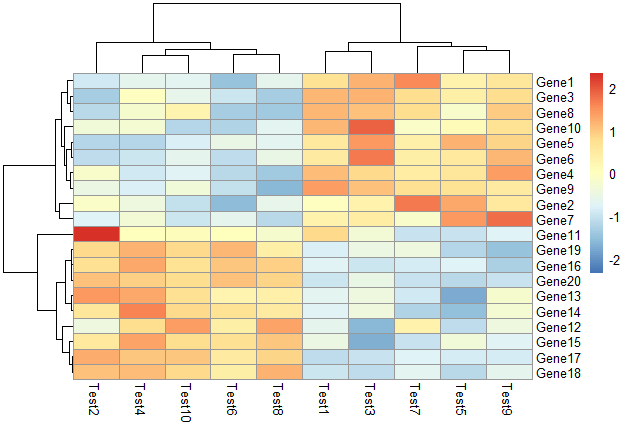 Gene1
Gene3
Gene8
Gene10
Gene5
Gene6
Gene4
Gene9
Gene2
Gene7
Gene11
Gene19
Gene16
Gene20
Gene13
Gene14
Gene12
Gene15
Gene17
Gene18
2
1
0
-1
-2
Test2
Test4
Test10
Test6
Test8
Test1
Test3
Test7
Test5
Test9